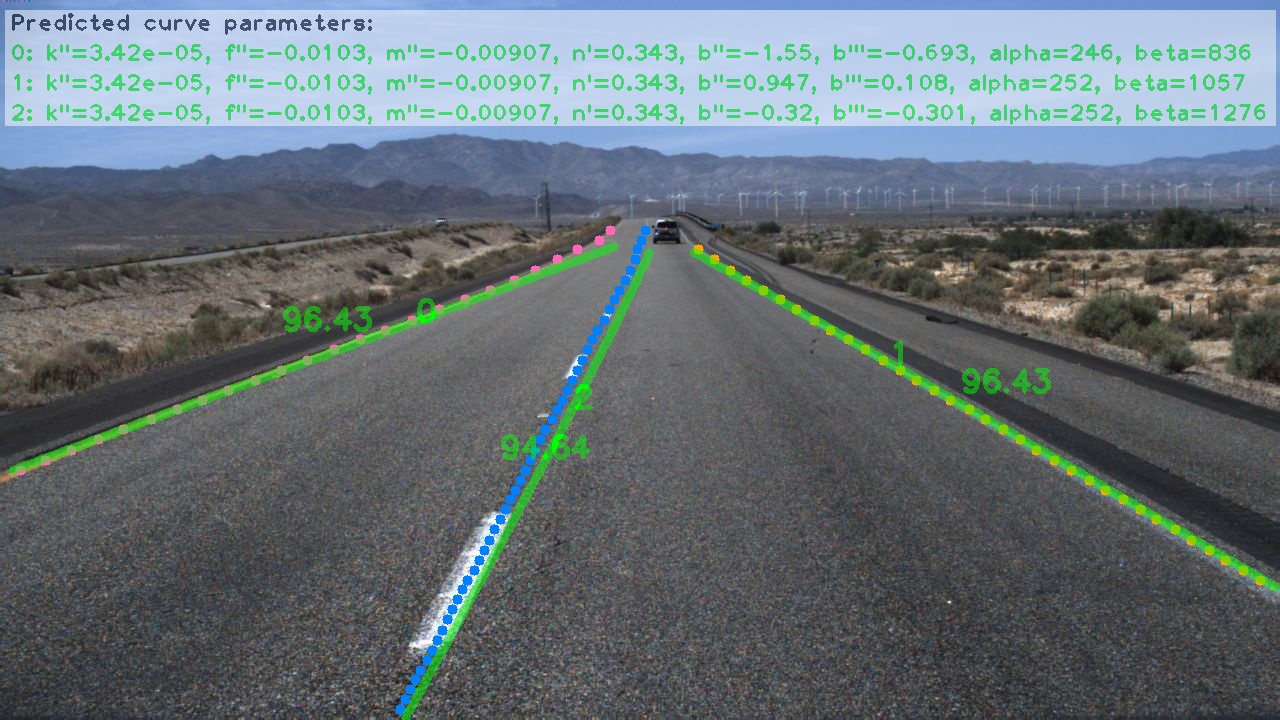 Predicted curve parameters:
0: k''=3.42e-05, f''=-0.0103, m''=-0.00907, n'=0.343, b''=-1.55, b'''=-0.693, alpha=246, beta=836
1: k''=3.42e-05, f''=-0.0103, m''=-0.00907, n'=0.343, b''=0.947, b'''=0.108, alpha=252, beta=1057
2: k''=3.42e-05, f''=-0.0103, m''=-0.00907, n'=0.343, b''=-0.32, b'''=-0.301, alpha=252, beta=1276
96.43 0
1
96.43
2
94.64